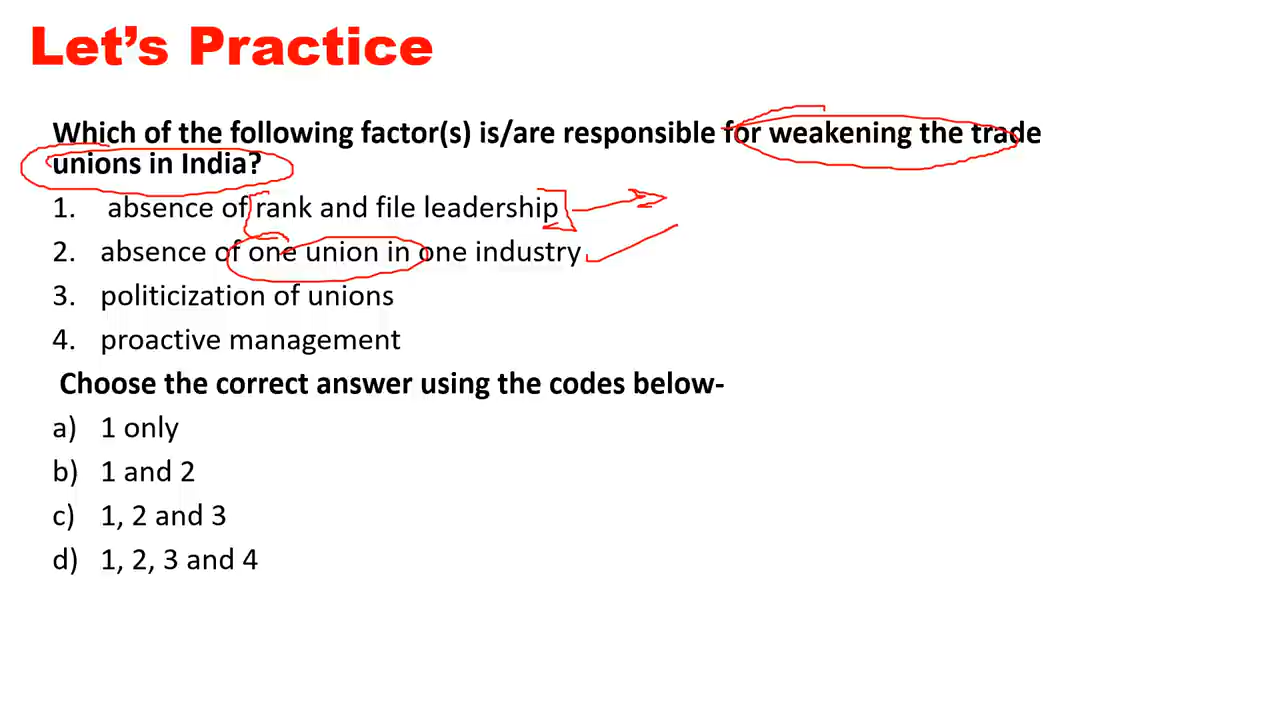 Let's Practice
Which of the following factor(s) is/are responsible for weakening the trade
unions in India?
1. absence of rank and file leadership
2. absence of one union in one industry
3. politicization of unions
4. proactive management
Choose the correct answer using the codes below-
a) 1 only
b) 1 and 2
c) 1, 2 and 3
d) 1, 2, 3 and 4